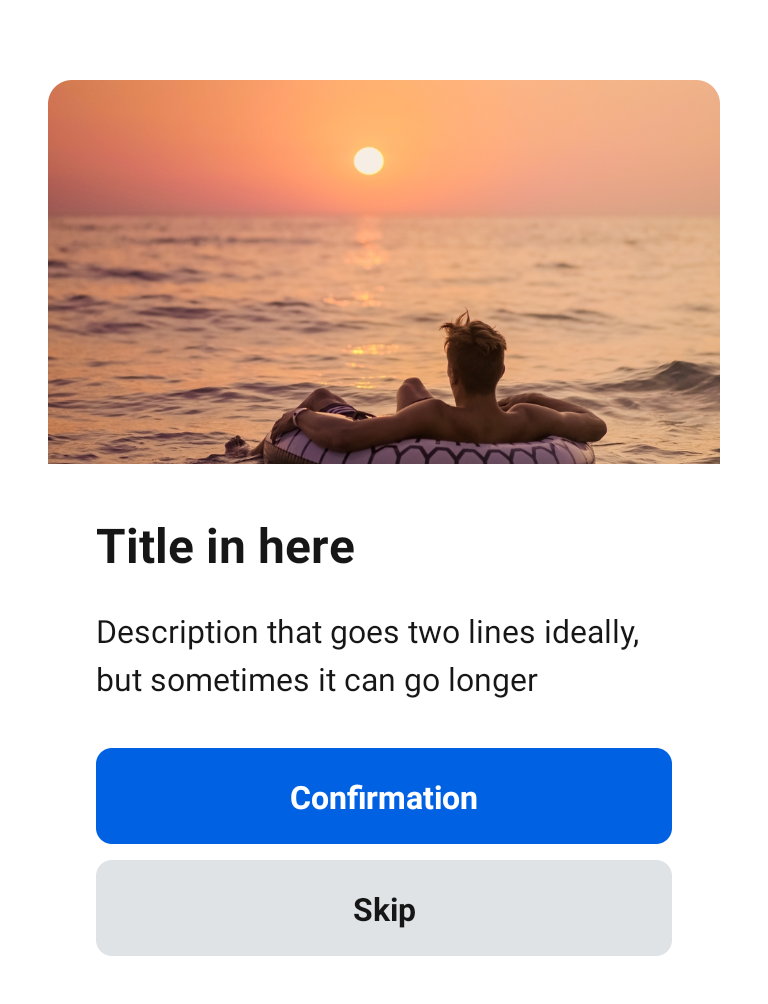 Title in here
Description that goes two lines ideally,
but sometimes it can go longer
Confirmation
Skip